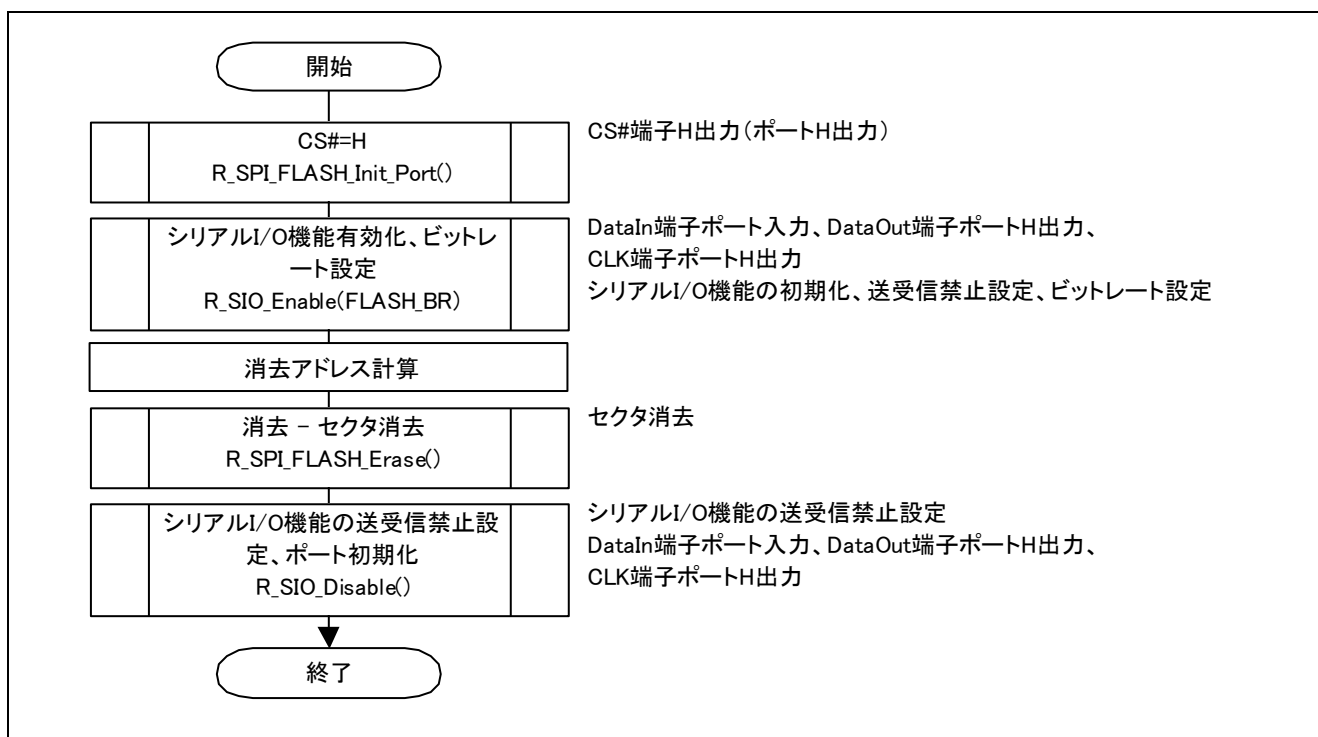 開始
CS#=H
R_SPI_FLASH_Init_Port()
CS#端子H出力(ポートH出力)
シリアルI/O機能有効化、ビットレ
ート設定
R_SIO_Enable(FLASH_BR)
DataIn端子ポート入力、DataOut端子ポートH出力、
CLK端子ポートH出力
シリアルI/O機能の初期化、送受信禁止設定、ビットレート設定
消去アドレス計算
消去 - セクタ消去
R_SPI_FLASH_Erase()
セクタ消去
シリアルI/O機能の送受信禁止設
定、ポート初期化
R_SIO_Disable()
シリアルI/O機能の送受信禁止設定
DataIn端子ポート入力、DataOut端子ポートH出力、
CLK端子ポートH出力
終了